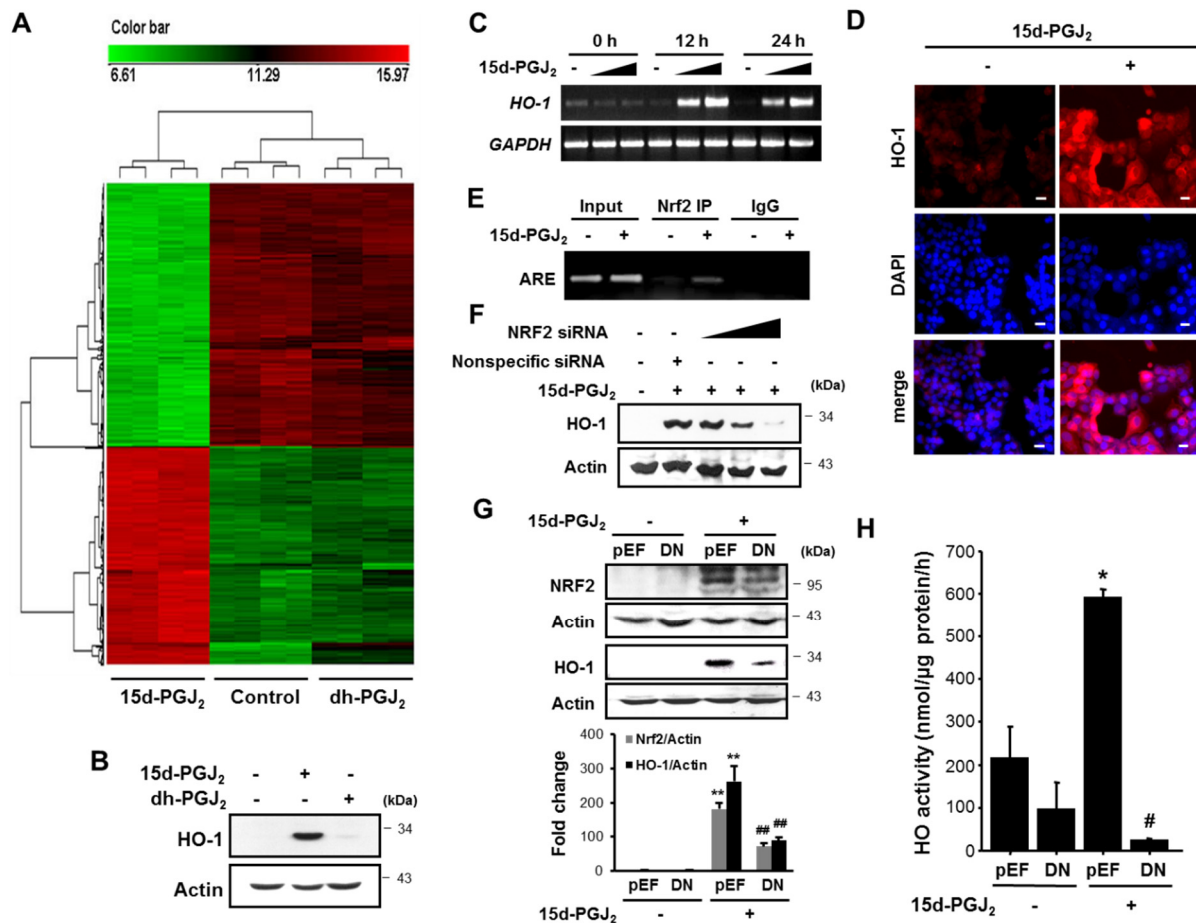 A
Color bar
6.61 11.29 15.97
15d-PGJ2 Control dh-PGJ2
B
15d-PGJ2 - + -
dh-PGJ2 - - + (kDa)
HO-1 - 34
Actin - 43
C
0 h 12 h 24 h
15d-PGJ2 - - -
HO-1
GAPDH
D
15d-PGJ2
- +
HO-1
DAPI
merge
E
Input Nrf2 IP IgG
15d-PGJ2 - + - + - +
ARE
F
NRF2 siRNA - -
Nonspecific siRNA - + - - -
15d-PGJ2 - + + + + (kDa)
HO-1 - 34
Actin - 43
G
15d-PGJ2 - +
pEF DN pEF DN (kDa)
NRF2 - 95
Actin - 43
HO-1 - 34
Actin - 43
Fold change
400
300
200
100
0
Nrf2/Actin
HO-1/Actin
** **
## ##
pEF DN pEF DN
15d-PGJ2 - +
H
HO activity (nmol/µg protein/h)
700
600
500
400
300
200
100
0
*
#
pEF DN pEF DN
15d-PGJ2 - +